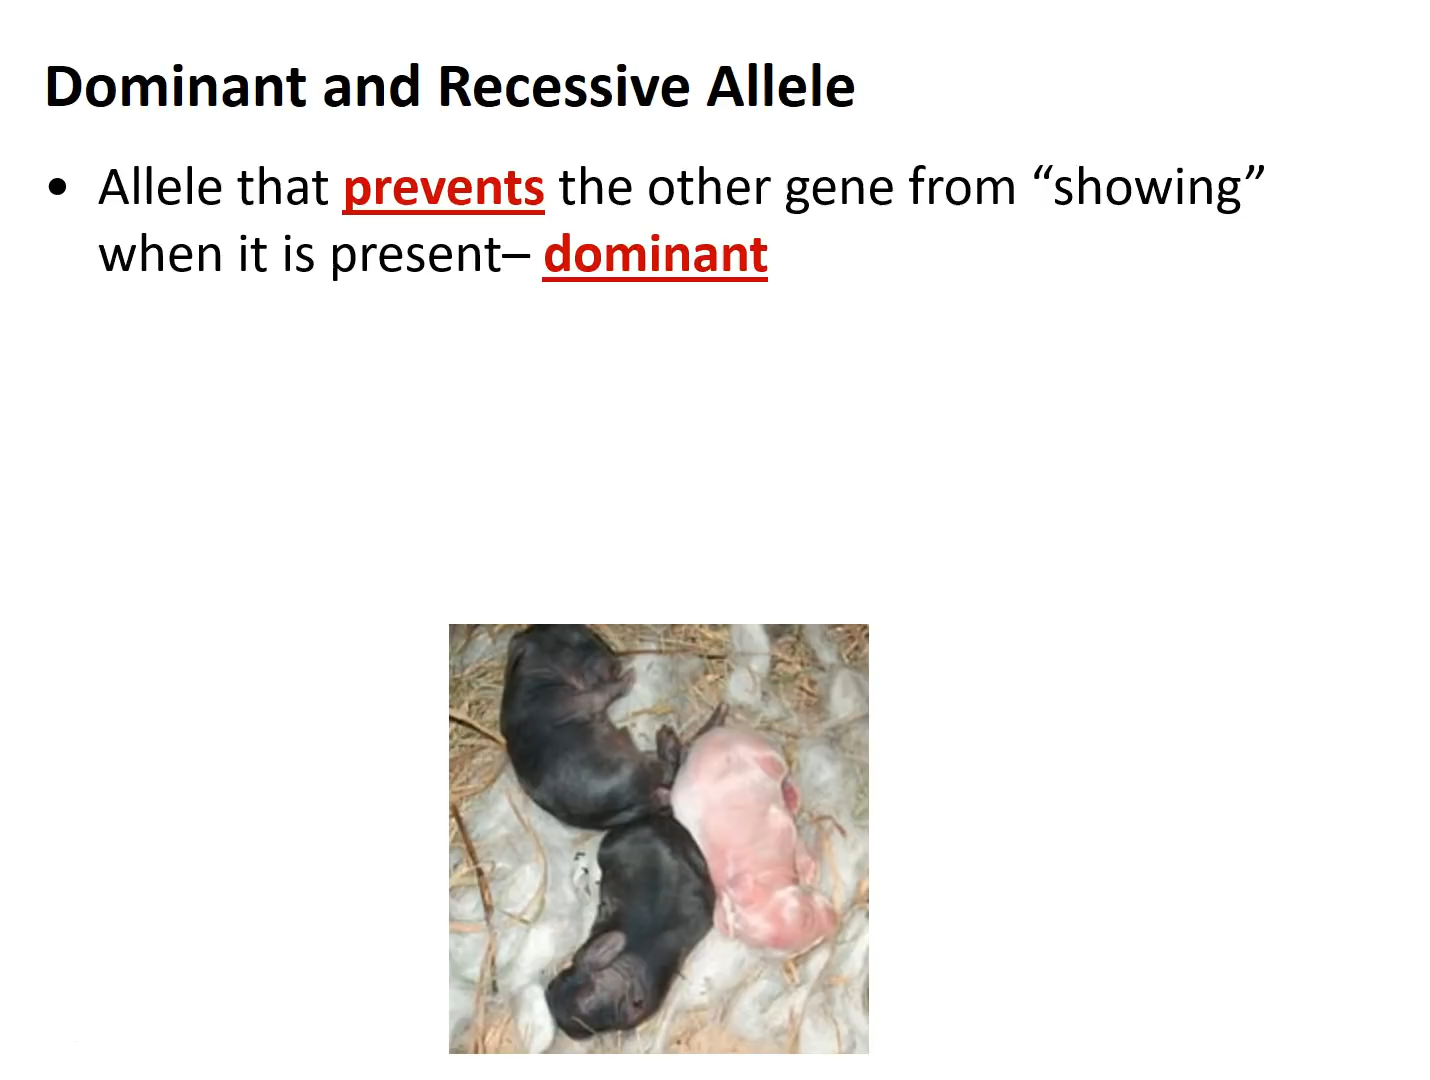 Dominant and Recessive Allele
• Allele that prevents the other gene from “showing”
when it is present– dominant